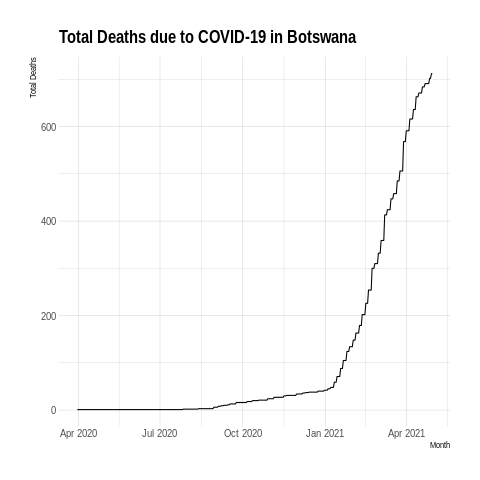 Total Deaths due to COVID-19 in Botswana
Total Deaths
600
400
200
0
Apr 2020 Jul 2020 Oct 2020 Jan 2021 Apr 2021
Month